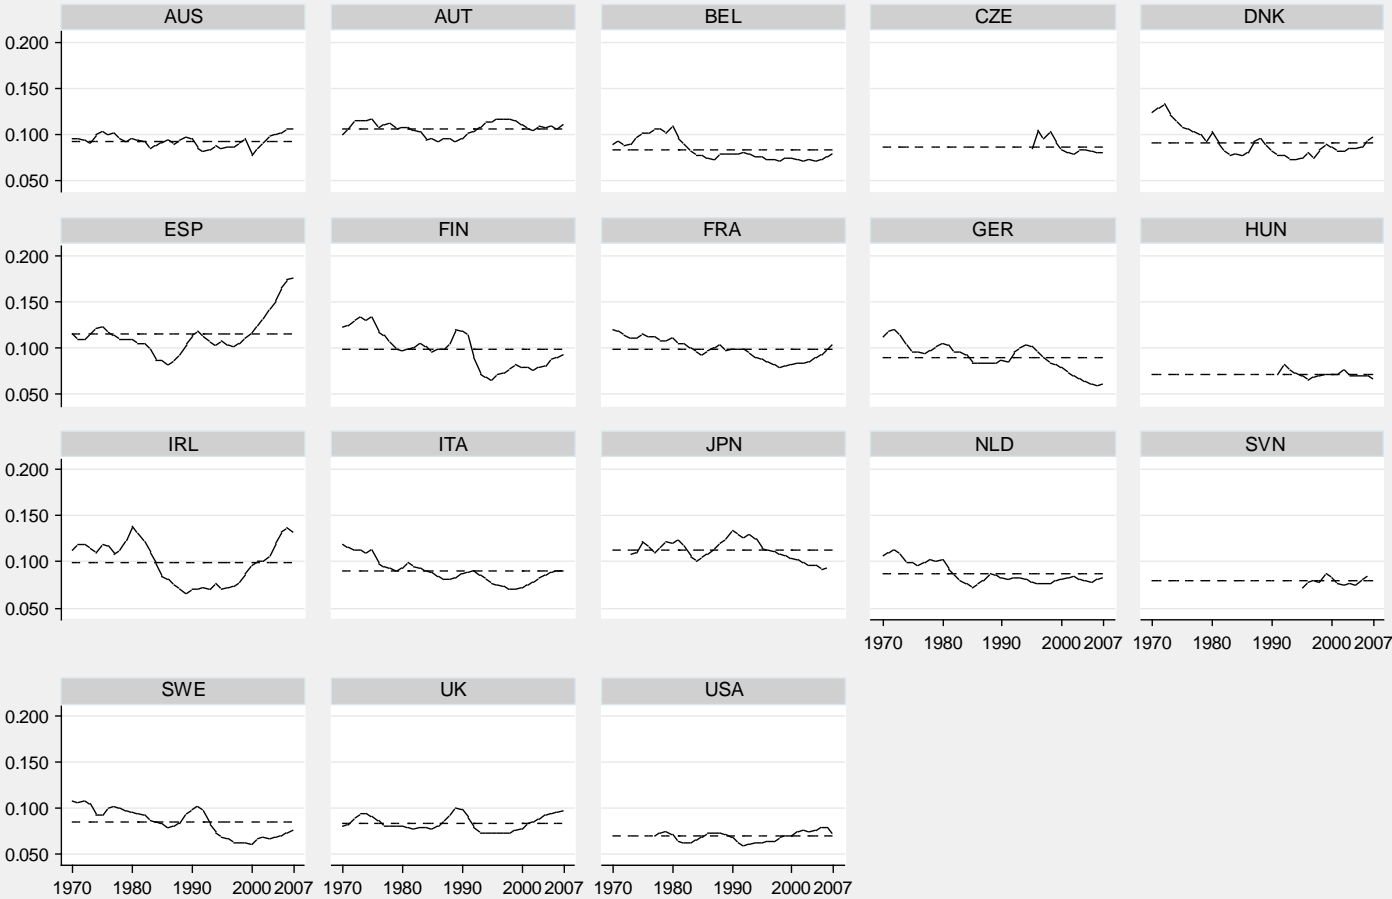 AUS AUT BEL CZE DNK
0.200
0.150
0.100
0.050
ESP FIN FRA GER HUN
0.200
0.150
0.100
0.050
IRL ITA JPN NLD SVN
0.200
0.150
0.100
0.050
1970 1980 1990 2000 2007 1970 1980 1990 2000 2007
SWE UK USA
0.200
0.150
0.100
0.050
1970 1980 1990 2000 2007 1970 1980 1990 2000 2007 1970 1980 1990 2000 2007